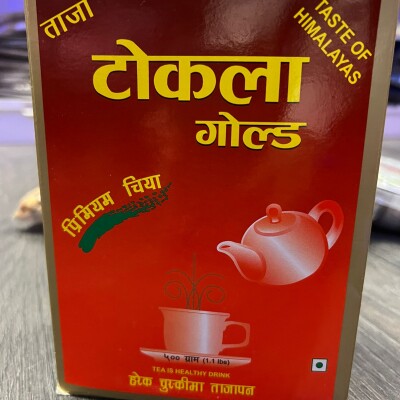 ताजा
TASTE OF
HIMALAYAS
टोकला
गोल्ड
प्रिमियम चिया
५०० ग्राम (1.1 lbs)
TEA IS HEALTHY DRINK
हरेक चुस्कीमा ताजापन